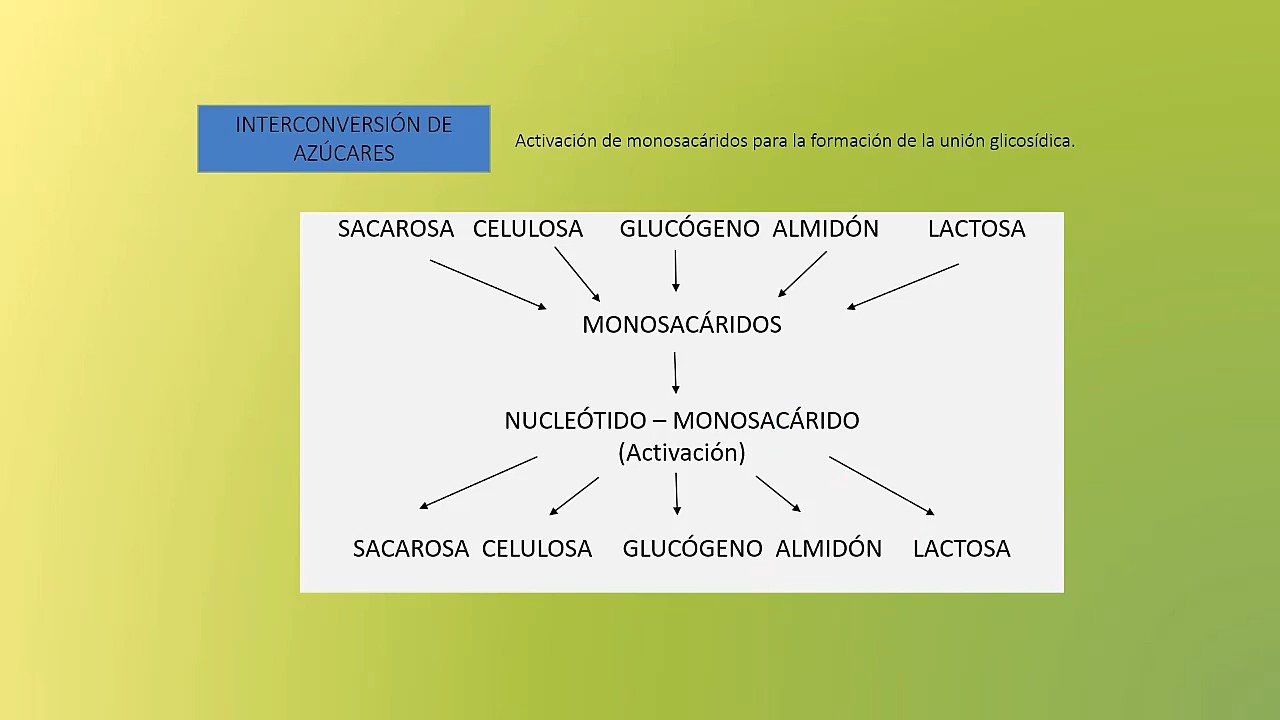 INTERCONVERSIÓN DE
AZÚCARES
Activación de monosacáridos para la formación de la unión glicosídica.
SACAROSA CELULOSA GLUCÓGENO ALMIDÓN LACTOSA
MONOSACÁRIDOS
NUCLEÓTIDO – MONOSACÁRIDO
(Activación)
SACAROSA CELULOSA GLUCÓGENO ALMIDÓN LACTOSA